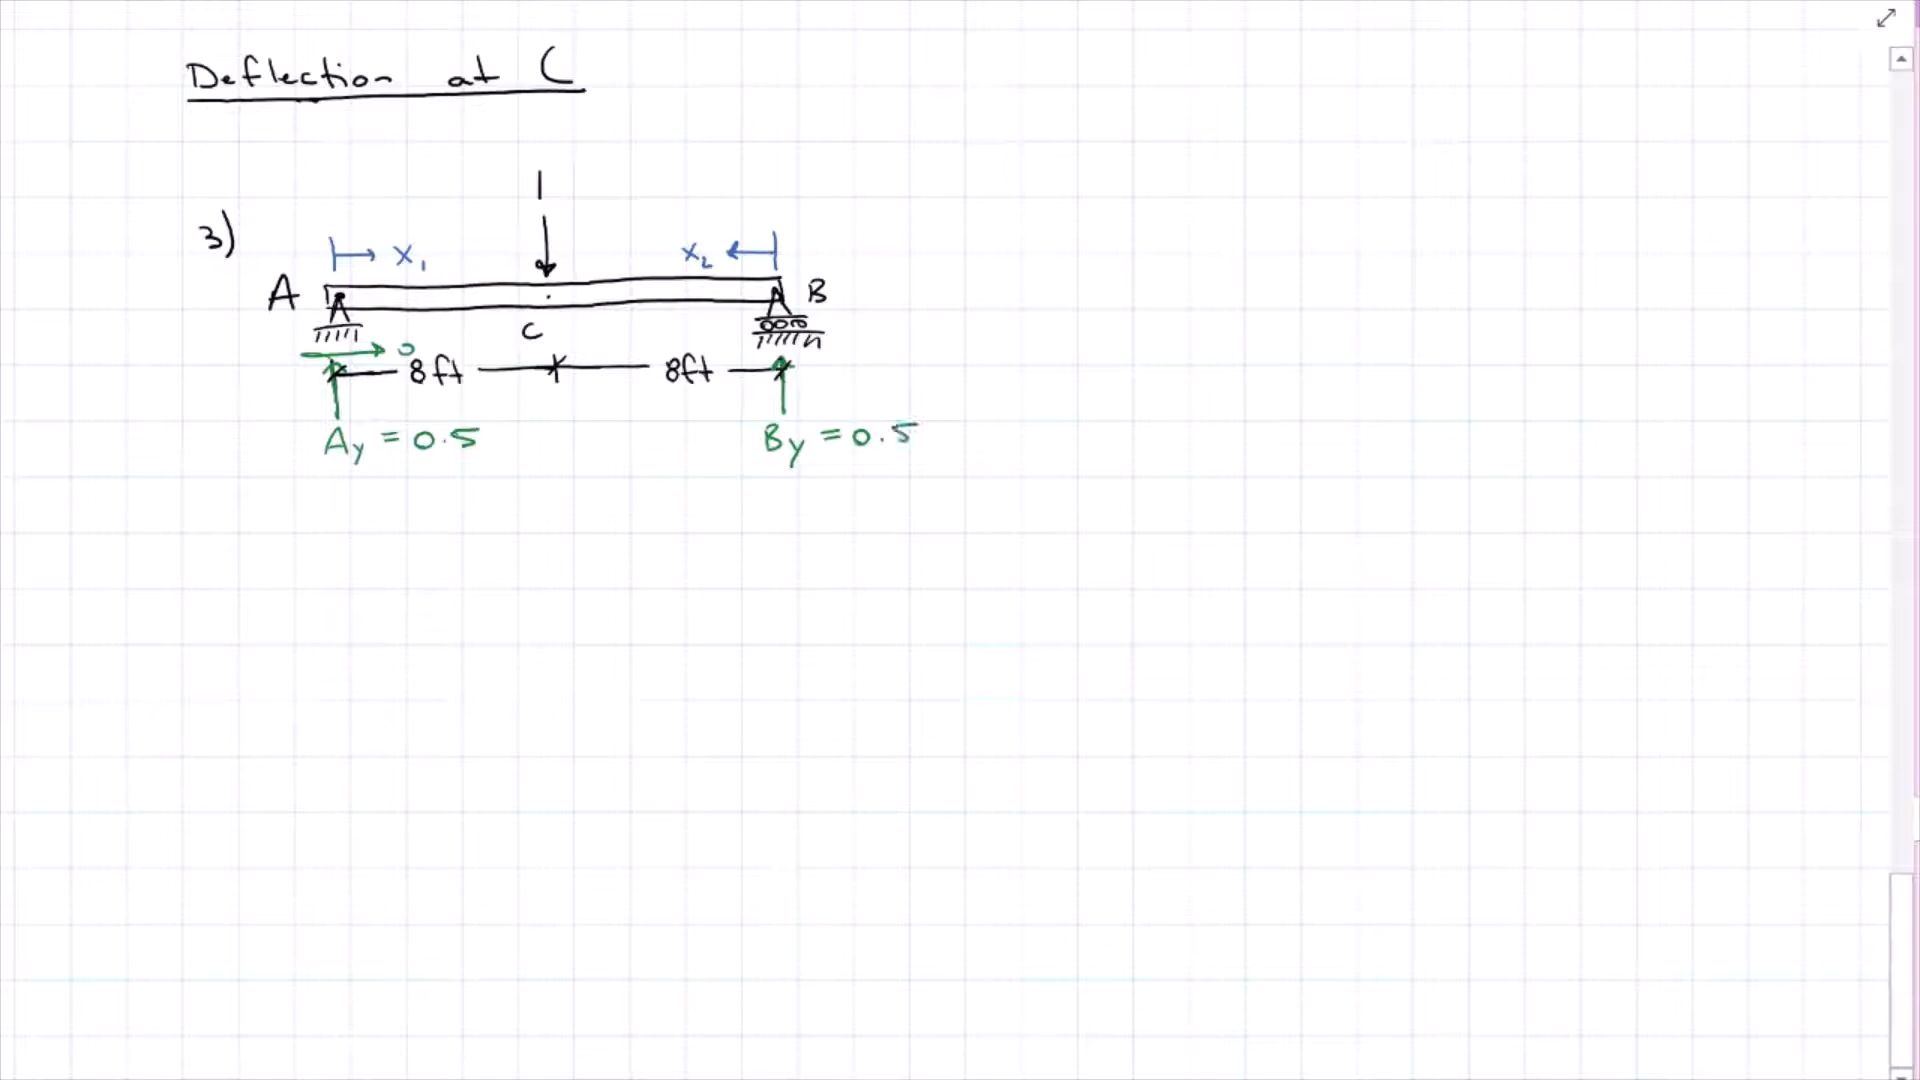 Deflection at C
1
3)
x₁ x₂
A B
C
0
8ft 8ft
Ay = 0.5 By = 0.5